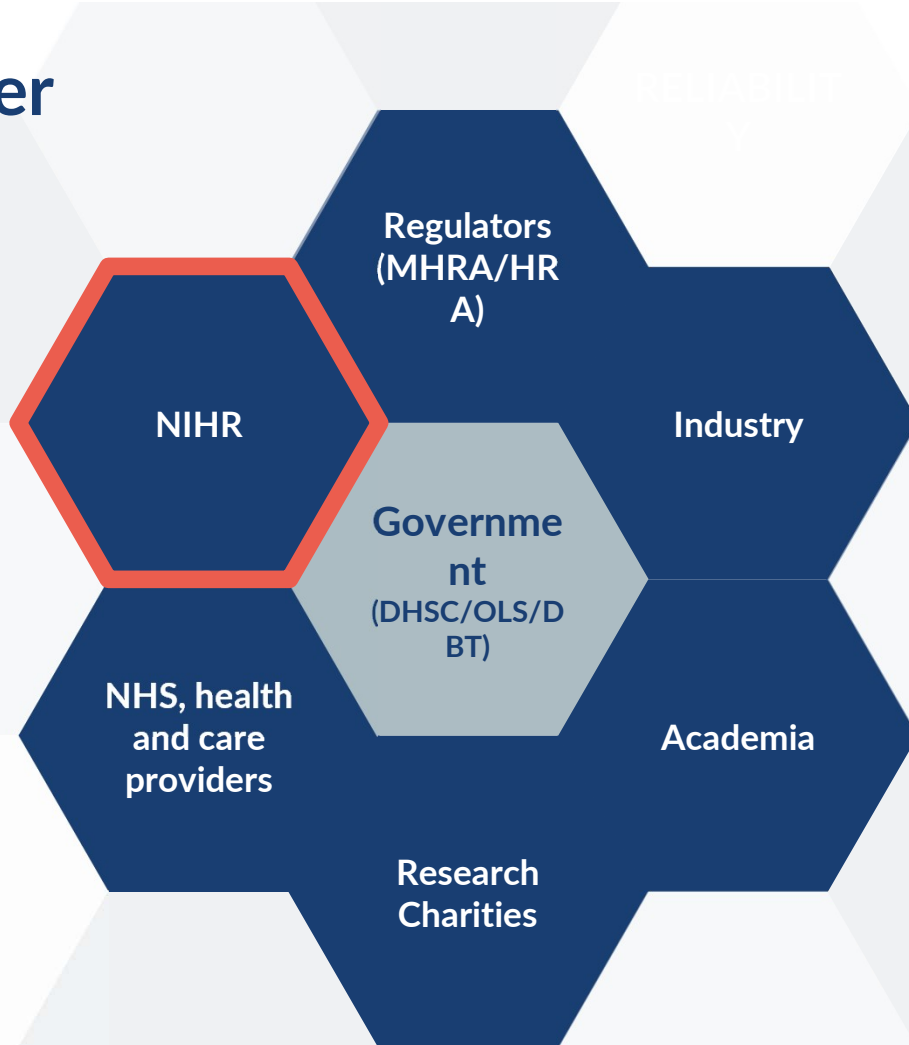 er
RELIABILIT
Y
Regulators
(MHRA/HR
A)
NIHR
Industry
Governme
nt
(DHSC/OLS/D
BT)
NHS, health
and care
providers
Academia
Research
Charities